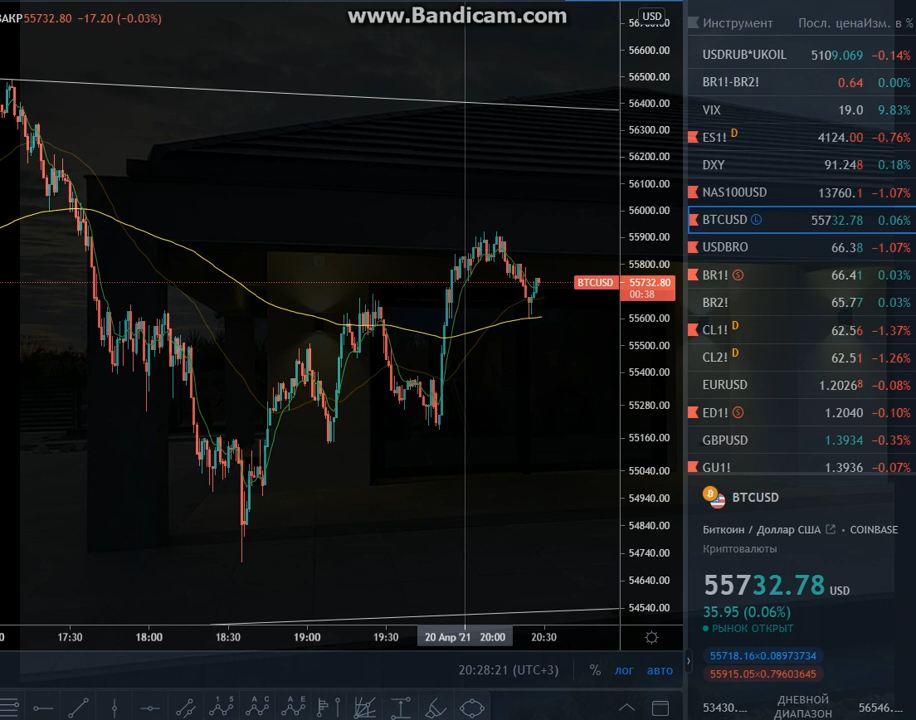 www.Bandicam.com
ЗАКР55732.80 -17.20 (-0.03%)
USD
56600.00
56500.00
56400.00
56300.00
56200.00
56100.00
56000.00
55900.00
55800.00
BTCUSD 55732.80
00:38
55600.00
55500.00
55400.00
55280.00
55160.00
55040.00
54940.00
54840.00
54740.00
54640.00
54540.00
17:30 18:00 18:30 19:00 19:30 20 Апр '21 20:00 20:30
20:28:21 (UTC+3) % лог авто
Инструмент Посл. цена Изм. в %
USDRUB*UKOIL 5109.069 -0.14%
BR1!-BR2! 0.64 0.00%
VIX 19.0 9.83%
ES1! D 4124.00 -0.76%
DXY 91.248 0.18%
NAS100USD 13760.1 -1.07%
BTCUSD 55732.78 0.06%
USDBRO 66.38 -1.07%
BR1! S 66.41 0.03%
BR2! 65.77 0.03%
CL1! D 62.56 -1.37%
CL2! D 62.51 -1.26%
EURUSD 1.20268 -0.08%
ED1! S 1.2040 -0.10%
GBPUSD 1.3934 -0.35%
GU1! 1.3936 -0.07%
BTCUSD
Биткоин / Доллар США • COINBASE
Криптовалюты
55732.78 USD
35.95 (0.06%)
РЫНОК ОТКРЫТ
55718.16×0.08973734
55915.05×0.79603645
53430.... ДНЕВНОЙ ДИАПАЗОН 56546....